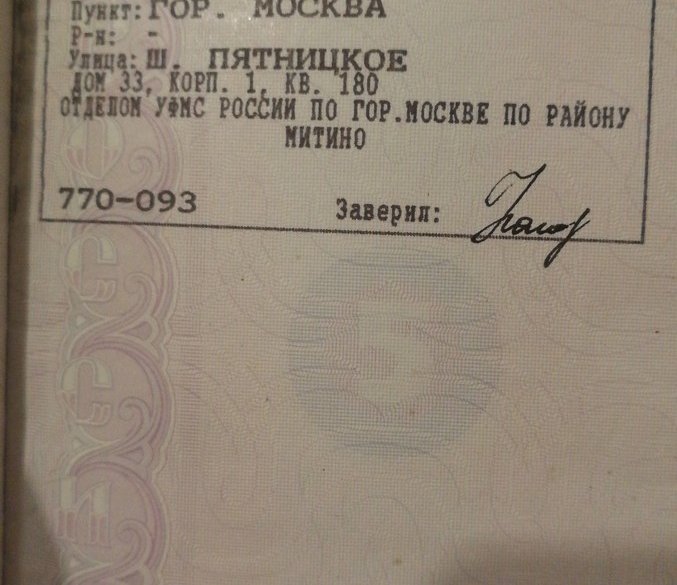 Пункт: ГОР. МОСКВА
Р-н: -
Улица: Ш. ПЯТНИЦКОЕ
ДОМ 33, КОРП. 1, КВ. 180
ОТДЕЛОМ УФМС РОССИИ ПО ГОР.МОСКВЕ ПО РАЙОНУ
МИТИНО
770-093 Заверил:
5